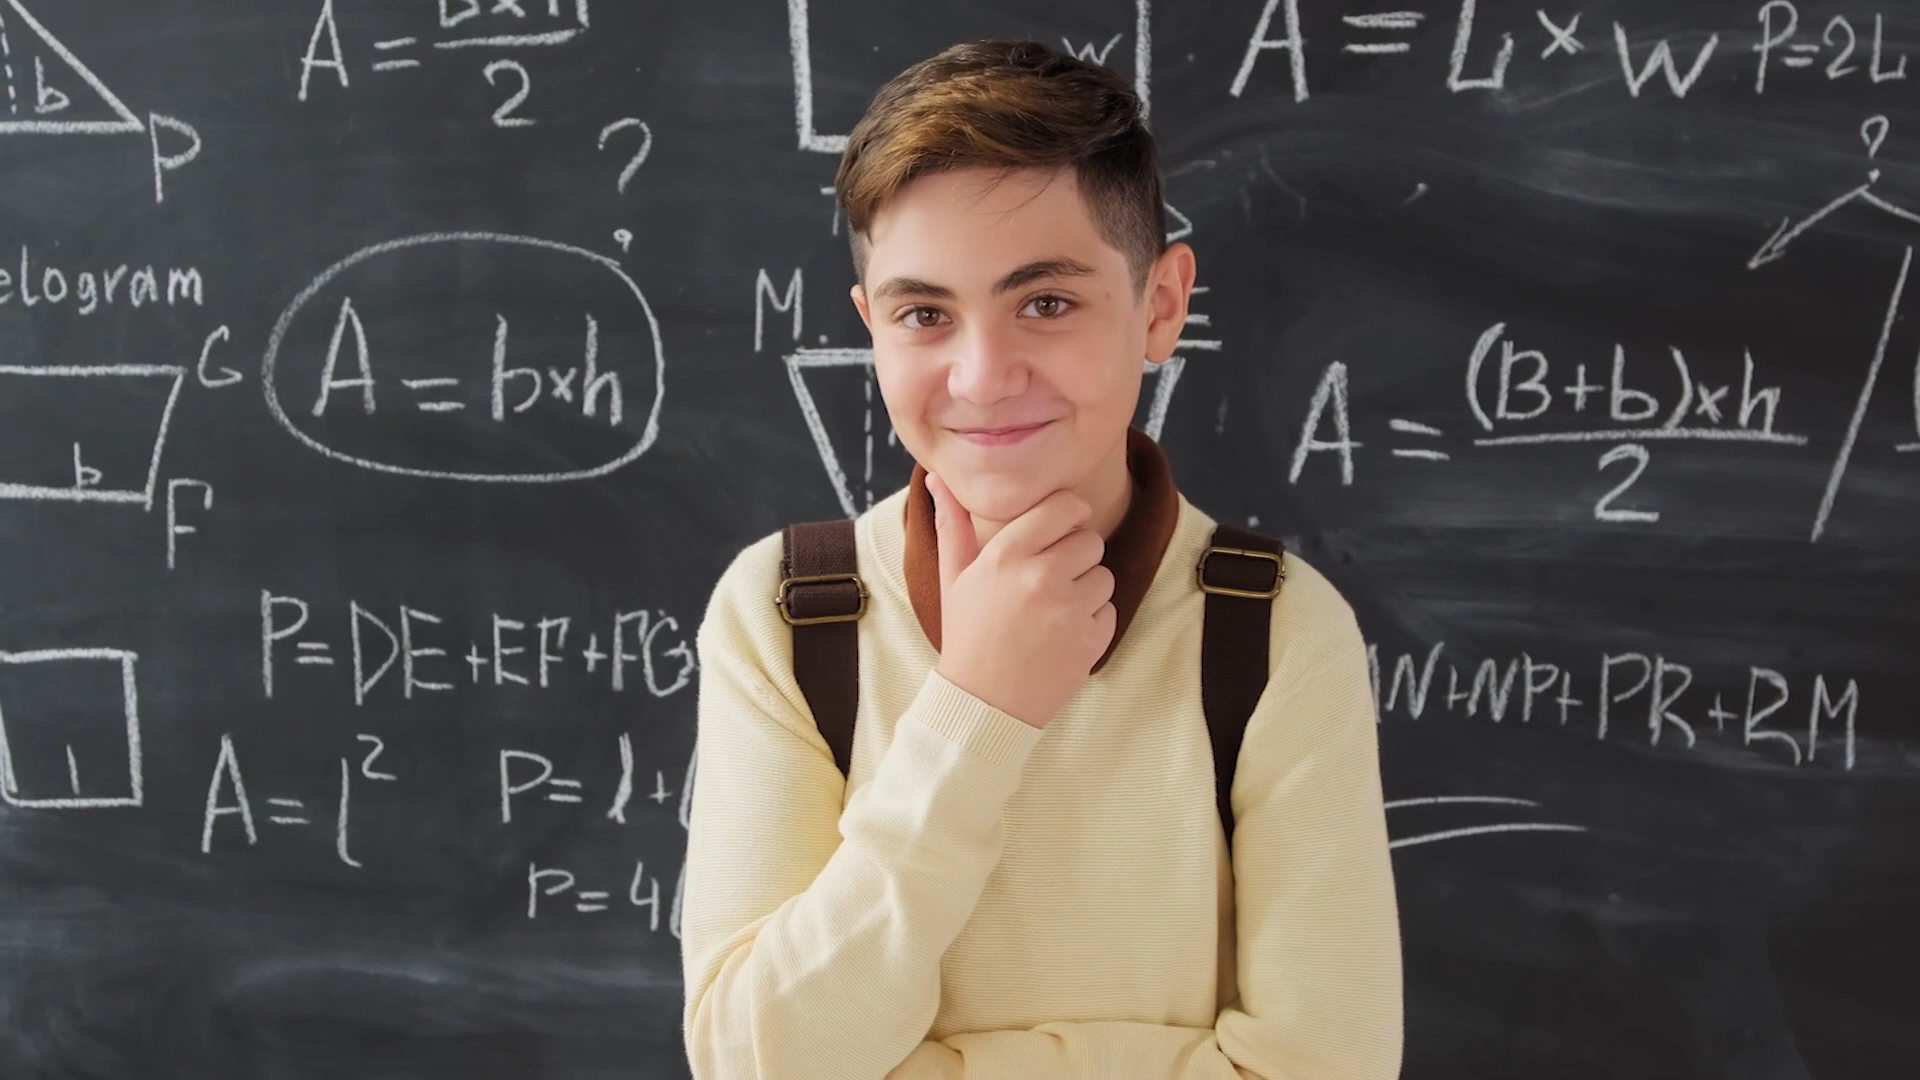 A = B×h
2
w
A = L×W
P=2L
b
P
?
?
elogram
G
A = b×h
M
A = (B+b)×h
2
b
F
P=DE+EF+FG
N+NP+PR+RM
l
A=l²
P=l+
P=4